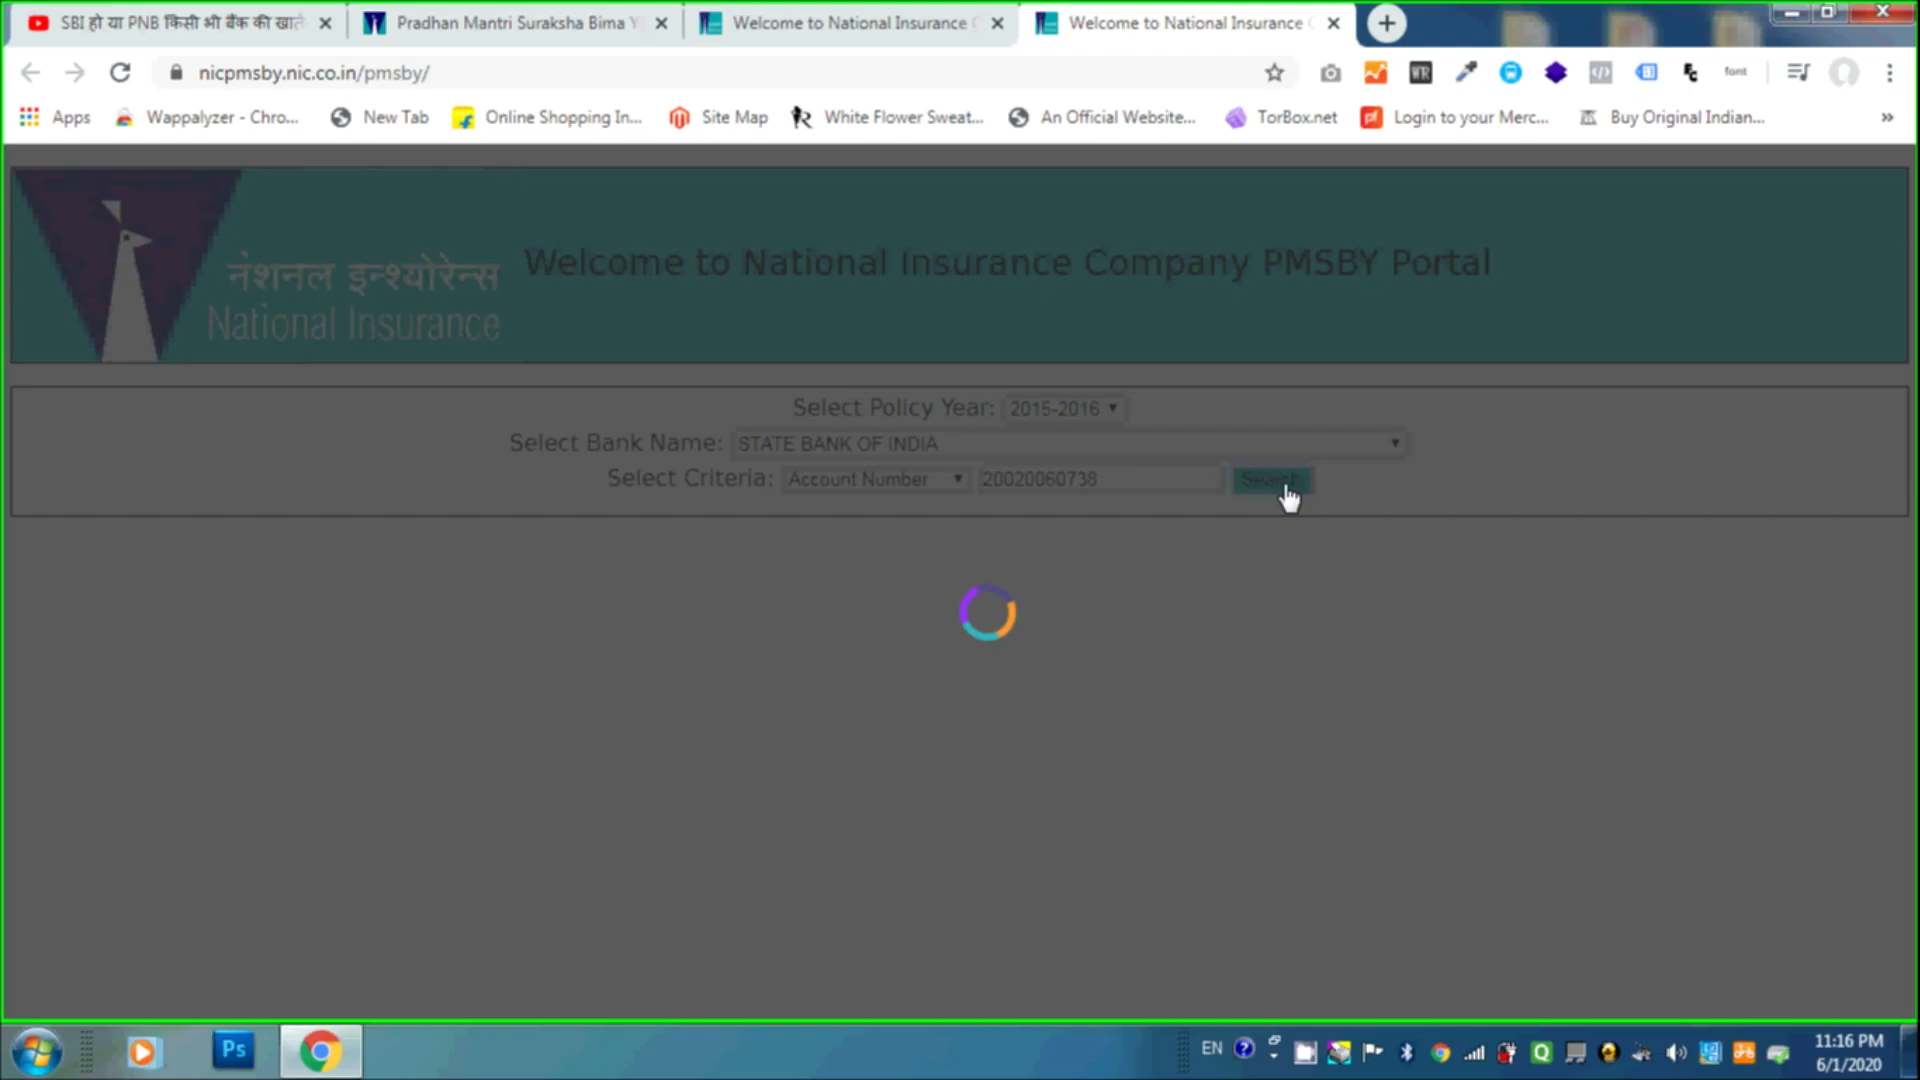 SBI हो या PNB किसी भी बैंक की खाते
Pradhan Mantri Suraksha Bima Y
Welcome to National Insurance C
Welcome to National Insurance C
nicpmsby.nic.co.in/pmsby/
WR
font
Apps
Wappalyzer - Chro...
New Tab
Online Shopping In...
Site Map
White Flower Sweat...
An Official Website...
TorBox.net
Login to your Merc...
Buy Original Indian...
»
नेशनल इन्श्योरेन्स
National Insurance
Welcome to National Insurance Company PMSBY Portal
Select Policy Year: 2015-2016
Select Bank Name: STATE BANK OF INDIA
Select Criteria: Account Number 20020060738 Search
Ps
EN
11:16 PM
6/1/2020